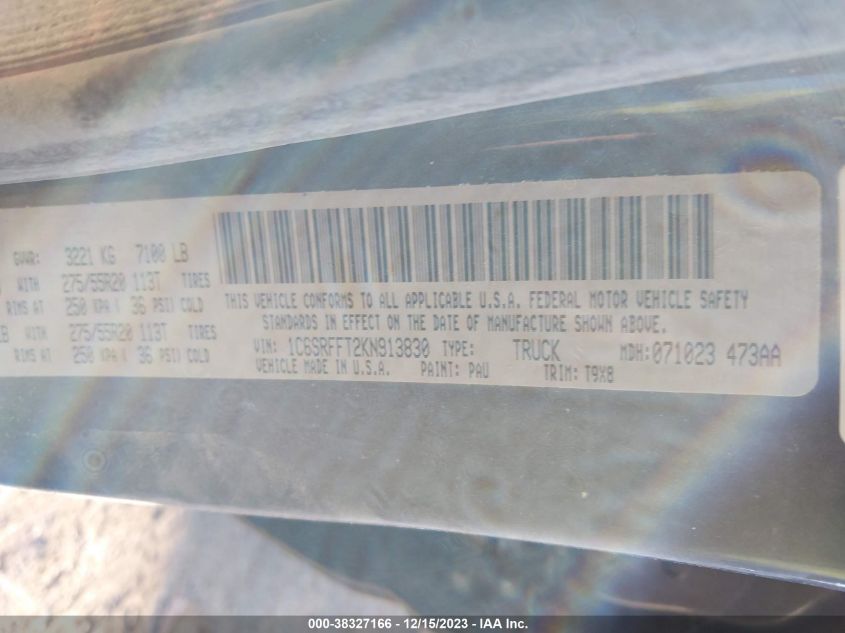 GVWR: 3221 KG 7100 LB
WITH 275/55R20 113T TIRES
RIMS AT 250 KPA ( 36 PSI) COLD
LB WITH 275/55R20 113T TIRES
RIMS AT 250 KPA ( 36 PSI) COLD
THIS VEHICLE CONFORMS TO ALL APPLICABLE U.S.A. FEDERAL MOTOR VEHICLE SAFETY
STANDARDS IN EFFECT ON THE DATE OF MANUFACTURE SHOWN ABOVE.
VIN: 1C6SRFFT2KN913830 TYPE: TRUCK MDH:071023 473AA
VEHICLE MADE IN U.S.A. PAINT: PAU TRIM: T9X8
000-38327166 - 12/15/2023 - IAA Inc.